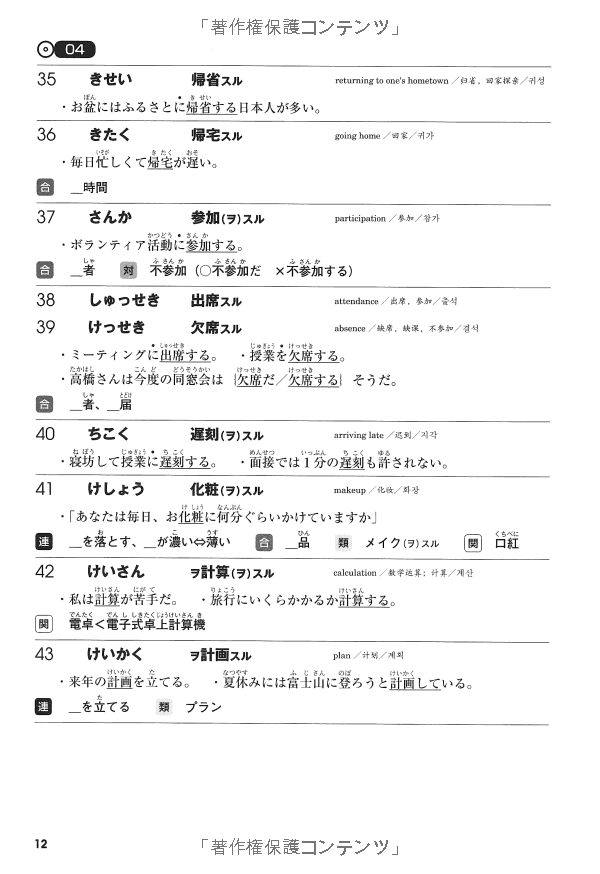 「著作権保護コンテンツ」
04
35 きせい 帰省スル returning to one's hometown／归省，回家探亲／귀성
・お盆にはふるさとに帰省する日本人が多い。
36 きたく 帰宅スル going home／回家／귀가
・毎日忙しくて帰宅が遅い。
合 __時間
37 さんか 参加(ヲ)スル participation／参加／참가
・ボランティア活動に参加する。
合 __者 対 不参加（○不参加だ ×不参加する）
38 しゅっせき 出席スル attendance／出席，参加／출석
39 けっせき 欠席スル absence／缺席，缺课，不参加／결석
・ミーティングに出席する。 ・授業を欠席する。
・高橋さんは今度の同窓会は｛欠席だ／欠席する｝そうだ。
合 __者、__届
40 ちこく 遅刻(ヲ)スル arriving late／迟到／지각
・寝坊して授業に遅刻する。 ・面接では１分の遅刻も許されない。
41 けしょう 化粧(ヲ)スル makeup／化妆／화장
・「あなたは毎日、お化粧に何分ぐらいかけていますか」
連 __を落とす、__が濃い⇔薄い 合 __品 類 メイク(ヲ)スル 関 口紅
42 けいさん ヲ計算(ヲ)スル calculation／数学运算；计算／계산
・私は計算が苦手だ。 ・旅行にいくらかかるか計算する。
関 電卓＜電子式卓上計算機
43 けいかく ヲ計画スル plan／计划／계획
・来年の計画を立てる。 ・夏休みには富士山に登ろうと計画している。
連 __を立てる 類 プラン
12
「著作権保護コンテンツ」